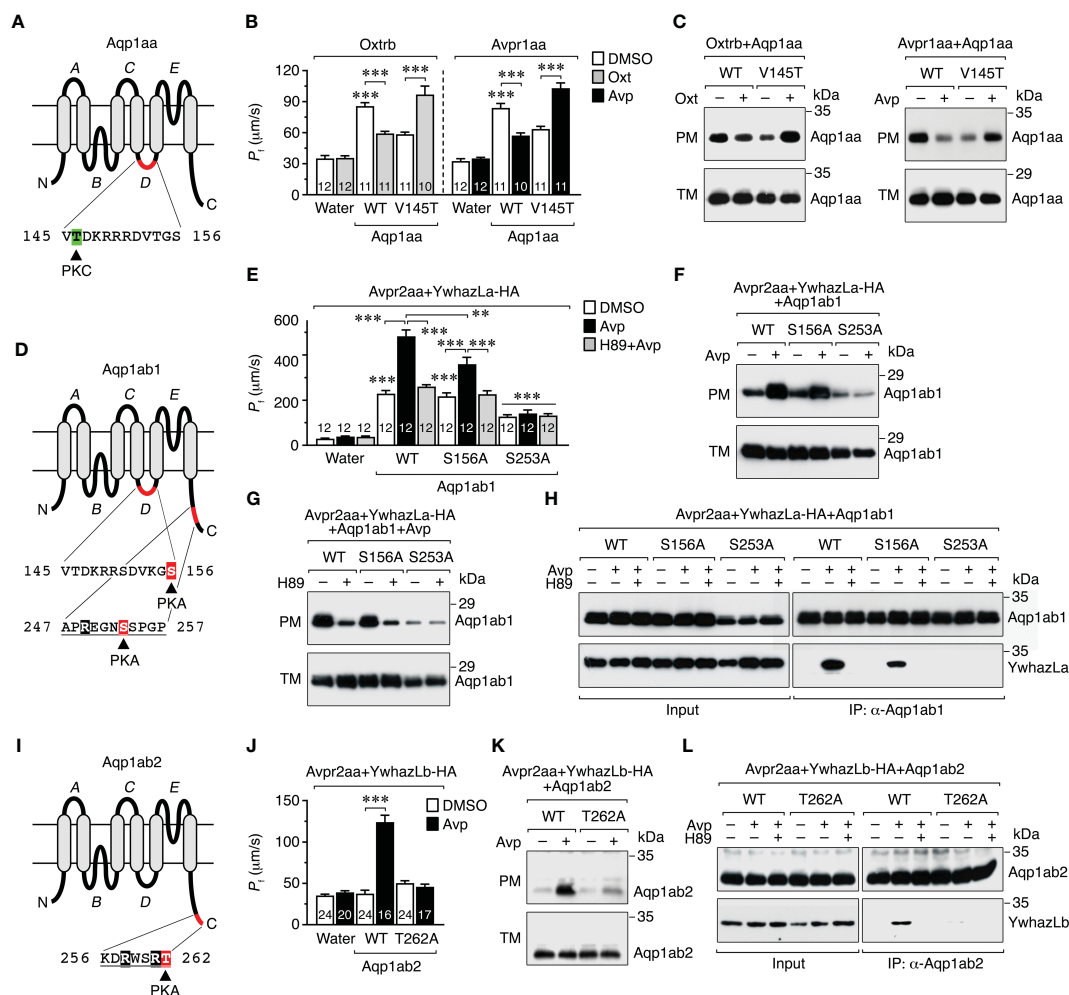 A
Aqp1aa
A C E
N
B D
C
145 VTDKRRRDVTGS 156
PKC
B
Oxtrb Avpr1aa
DMSO
Oxt
Avp
Pf (μm/s)
120
90
60
30
0
*** *** *** *** *** ***
12 12 11 11 11 10 12 12 11 10 11 11
Water WT V145T Water WT V145T
Aqp1aa Aqp1aa
C
Oxtrb+Aqp1aa Avpr1aa+Aqp1aa
WT V145T WT V145T
Oxt – + – + kDa Avp – + – + kDa
PM –35 Aqp1aa PM –35 Aqp1aa
TM –35 Aqp1aa TM –29 Aqp1aa
D
Aqp1ab1
A C E
N
B D
C
145 VTDKRRSDVKGS 156
PKA
247 APREGNSSPGP 257
PKA
E
Avpr2aa+YwhazLa-HA
DMSO
Avp
H89+Avp
Pf (μm/s)
600
400
200
0
*** *** *** ** *** *** *** ***
12 12 12 12 12 12 12 12 12 12 12 12
Water WT S156A S253A
Aqp1ab1
F
Avpr2aa+YwhazLa-HA
+Aqp1ab1
WT S156A S253A
Avp – + – + – + kDa
PM –29 Aqp1ab1
TM –29 Aqp1ab1
G
Avpr2aa+YwhazLa-HA
+Aqp1ab1+Avp
WT S156A S253A
H89 – + – + – + kDa
PM –29 Aqp1ab1
TM –29 Aqp1ab1
H
Avpr2aa+YwhazLa-HA+Aqp1ab1
WT S156A S253A WT S156A S253A
Avp – + + – + + – + + – + + – + + – + + kDa
H89 + + + + + +
–35 Aqp1ab1
–35 YwhazLa
Input IP: α-Aqp1ab1
I
Aqp1ab2
A C E
N
B D
C
256 KDRWSRT 262
PKA
J
Avpr2aa+YwhazLb-HA
DMSO
Avp
Pf (μm/s)
150
100
50
0
***
24 20 24 16 24 17
Water WT T262A
Aqp1ab2
K
Avpr2aa+YwhazLb-HA
+Aqp1ab2
WT T262A
Avp – + – + kDa
PM –35 Aqp1ab2
TM –35 Aqp1ab2
L
Avpr2aa+YwhazLb-HA+Aqp1ab2
WT T262A WT T262A
Avp – + + – + + – + + – + + kDa
H89 + + + +
–35 Aqp1ab2
–35 YwhazLb
Input IP: α-Aqp1ab2